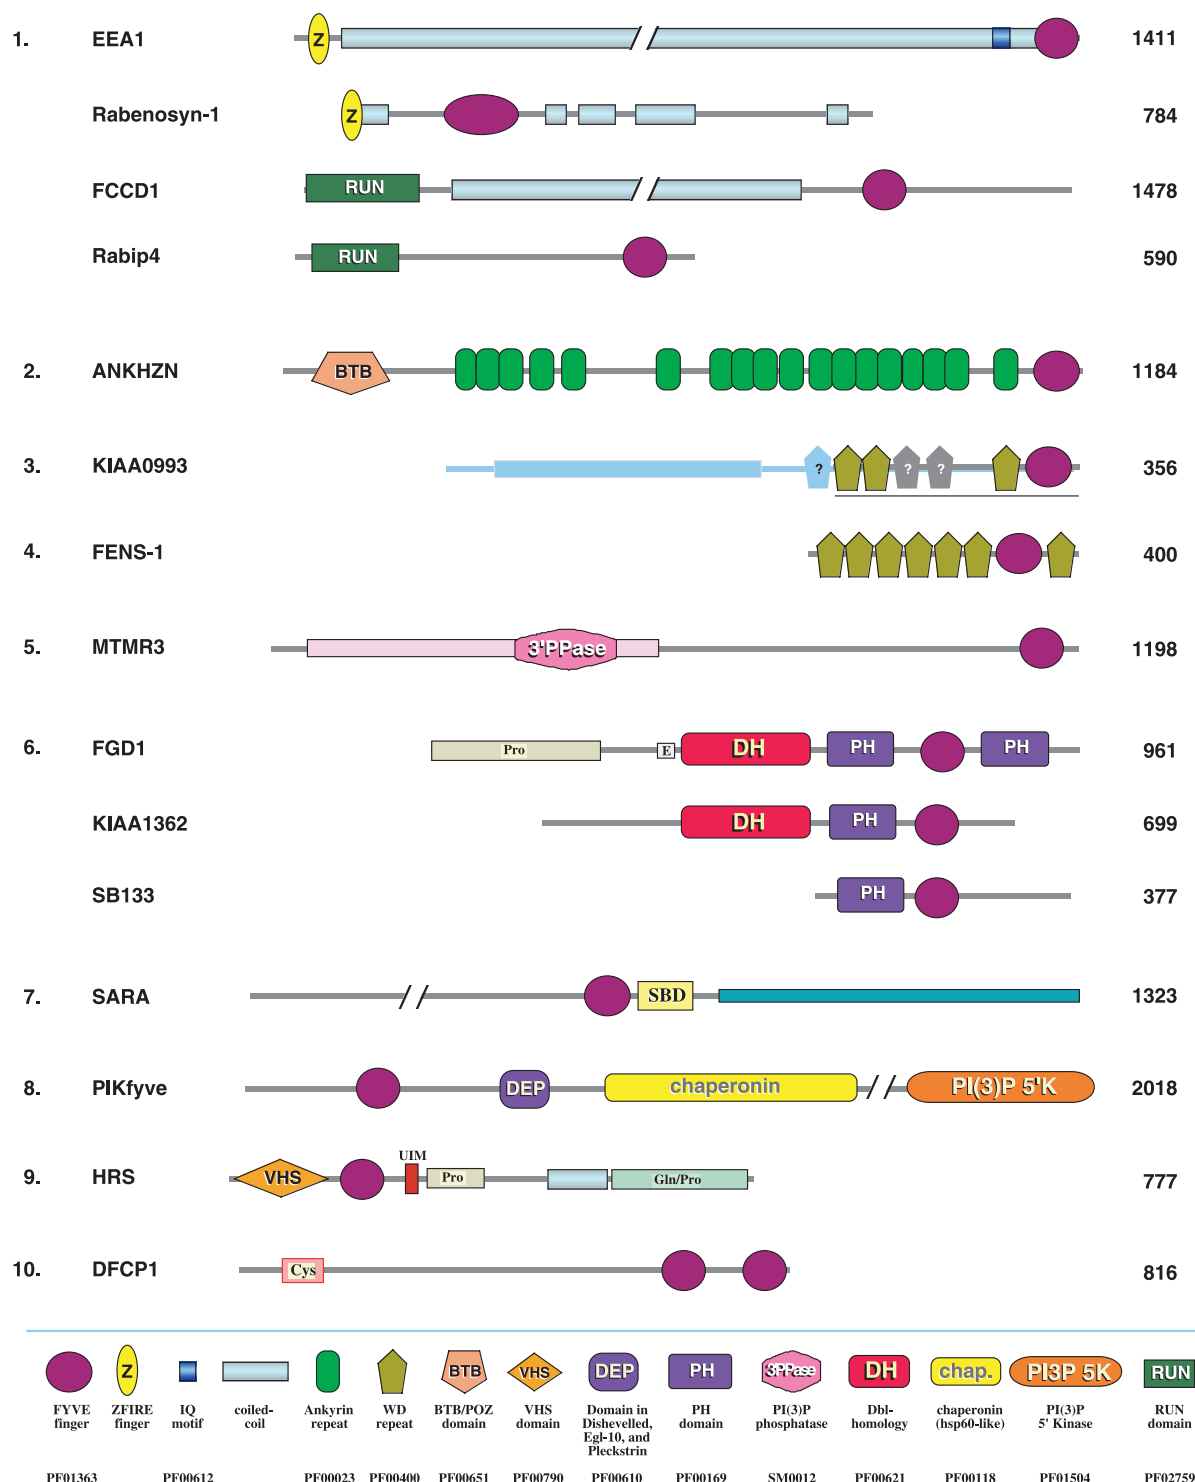 1. EEA1 Z 1411
Rabenosyn-1 Z 784
FCCD1 RUN 1478
Rabip4 RUN 590
2. ANKHZN BTB 1184
3. KIAA0993 ? ? ? 356
4. FENS-1 400
5. MTMR3 3'PPase 1198
6. FGD1 Pro E DH PH PH 961
KIAA1362 DH PH 699
SB133 PH 377
7. SARA SBD 1323
8. PIKfyve DEP chaperonin PI(3)P 5'K 2018
UIM
9. HRS VHS Pro Gln/Pro 777
10. DFCP1 Cys 816
Z BTB VHS DEP PH 3PPase DH chap. PI3P 5K RUN
FYVE finger
ZFIRE finger
IQ motif
coiled-coil
Ankyrin repeat
WD repeat
BTB/POZ domain
VHS domain
Domain in Dishevelled, Egl-10, and Pleckstrin
PH domain
PI(3)P phosphatase
Dbl-homology
chaperonin (hsp60-like)
PI(3)P 5' Kinase
RUN domain
PF01363 PF00612 PF00023 PF00400 PF00651 PF00790 PF00610 PF00169 SM0012 PF00621 PF00118 PF01504 PF02759